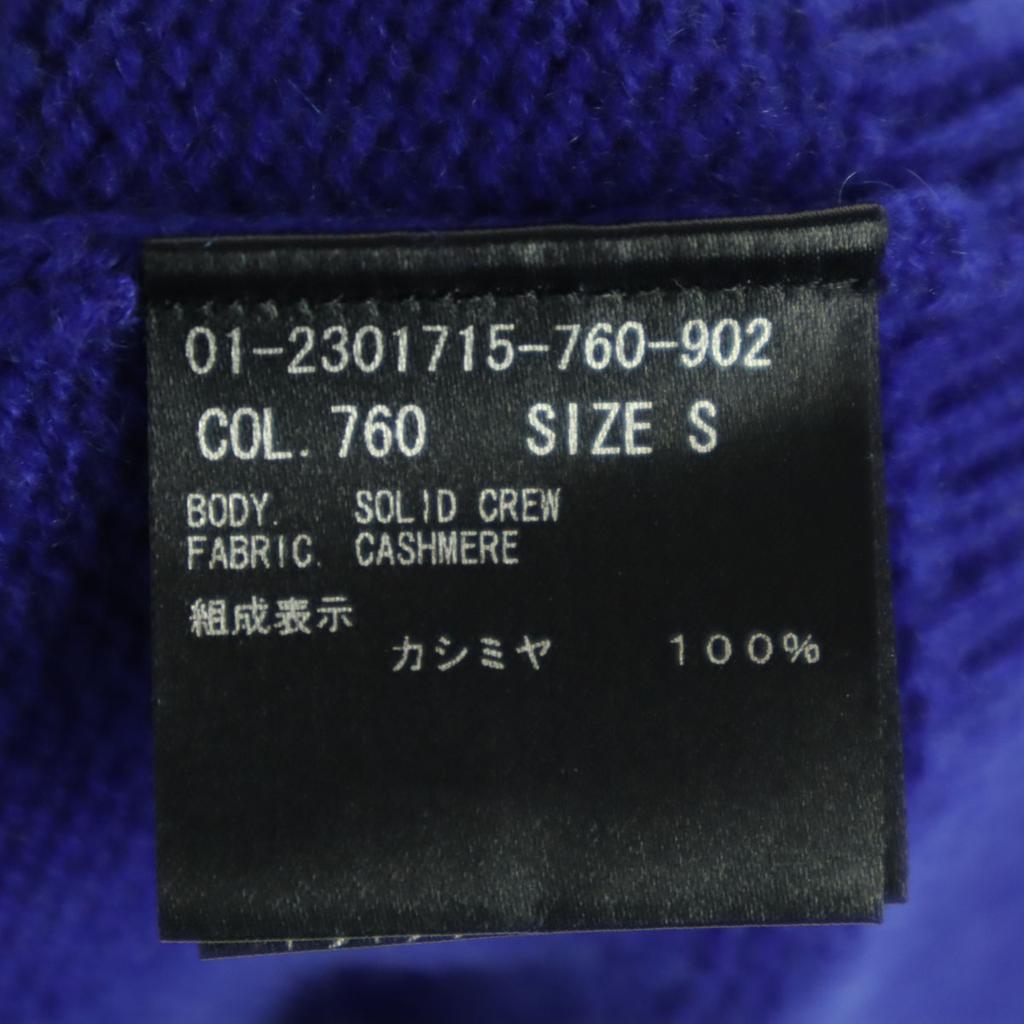 01-2301715-760-902
COL. 760 SIZE S
BODY. SOLID CREW
FABRIC. CASHMERE
組成表示
カシミヤ 100%